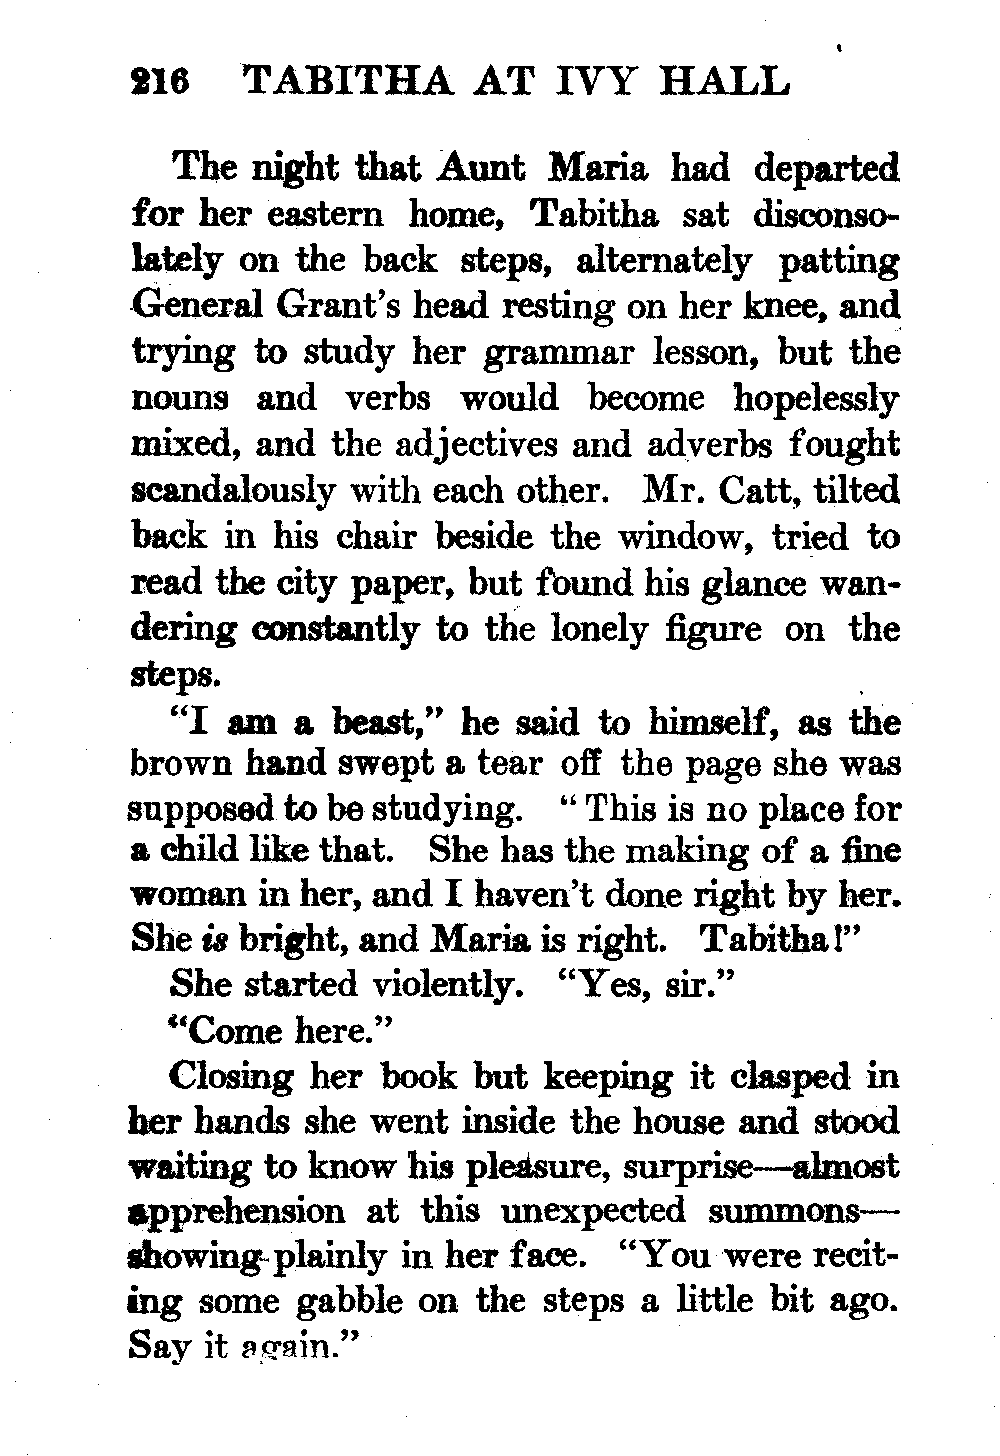 216 TABITHA AT IVY HALL
The night that Aunt Maria had departed
for her eastern home, Tabitha sat disconso-
lately on the back steps, alternately patting
General Grant's head resting on her knee, and
trying to study her grammar lesson, but the
nouns and verbs would become hopelessly
mixed, and the adjectives and adverbs fought
scandalously with each other. Mr. Catt, tilted
back in his chair beside the window, tried to
read the city paper, but found his glance wan-
dering constantly to the lonely figure on the
steps.
"I am a beast," he said to himself, as the
brown hand swept a tear off the page she was
supposed to be studying. "This is no place for
a child like that. She has the making of a fine
woman in her, and I haven't done right by her.
She is bright, and Maria is right. Tabitha!"
She started violently. "Yes, sir."
"Come here."
Closing her book but keeping it clasped in
her hands she went inside the house and stood
waiting to know his pleasure, surprise—almost
apprehension at this unexpected summons—
showing plainly in her face. "You were recit-
ing some gabble on the steps a little bit ago.
Say it again."